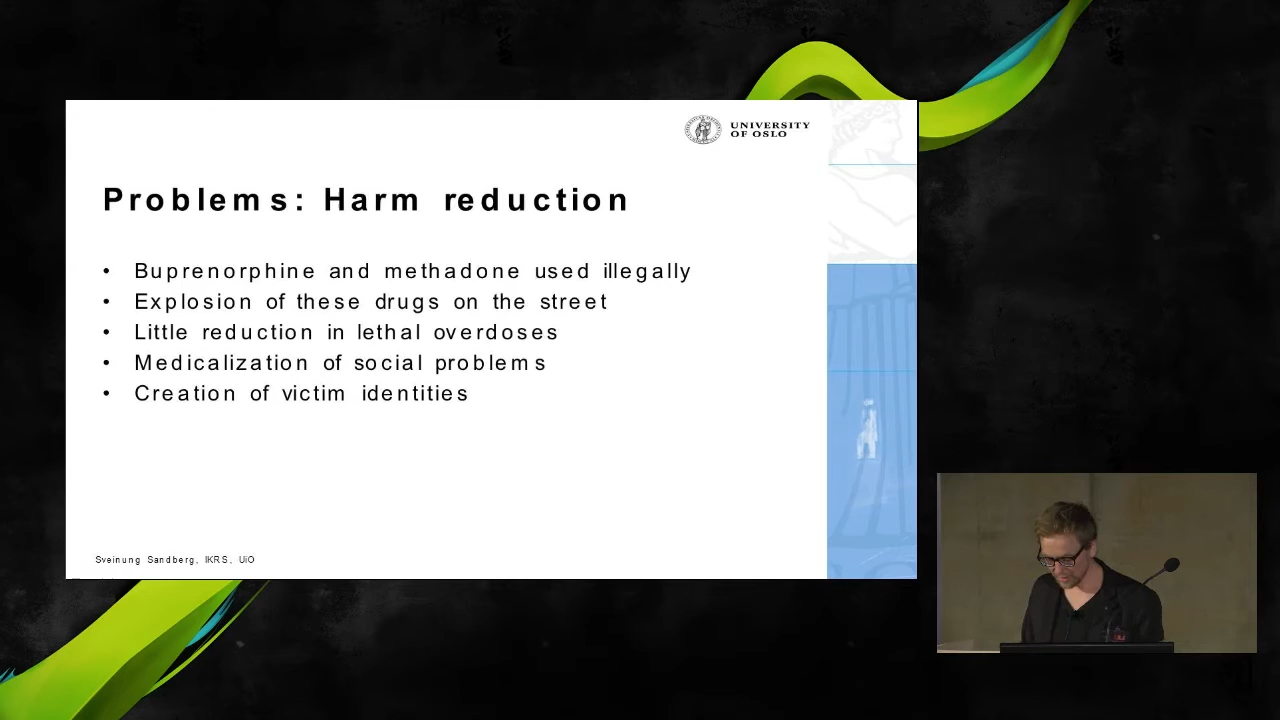 UNIVERSITY
OF OSLO
Problems: Harm reduction
• Buprenorphine and methadone used illegally
• Explosion of these drugs on the street
• Little reduction in lethal overdoses
• Medicalization of social problems
• Creation of victim identities
Sveinung Sandberg, IKRS, UiO